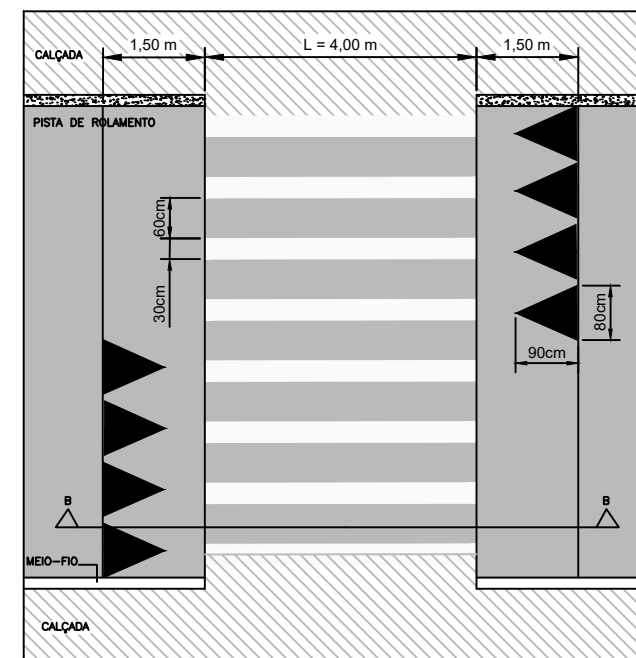 1,50 m
L = 4,00 m
1,50 m
CALÇADA
PISTA DE ROLAMENTO
60cm
30cm
80cm
90cm
B
B
MEIO-FIO
CALÇADA